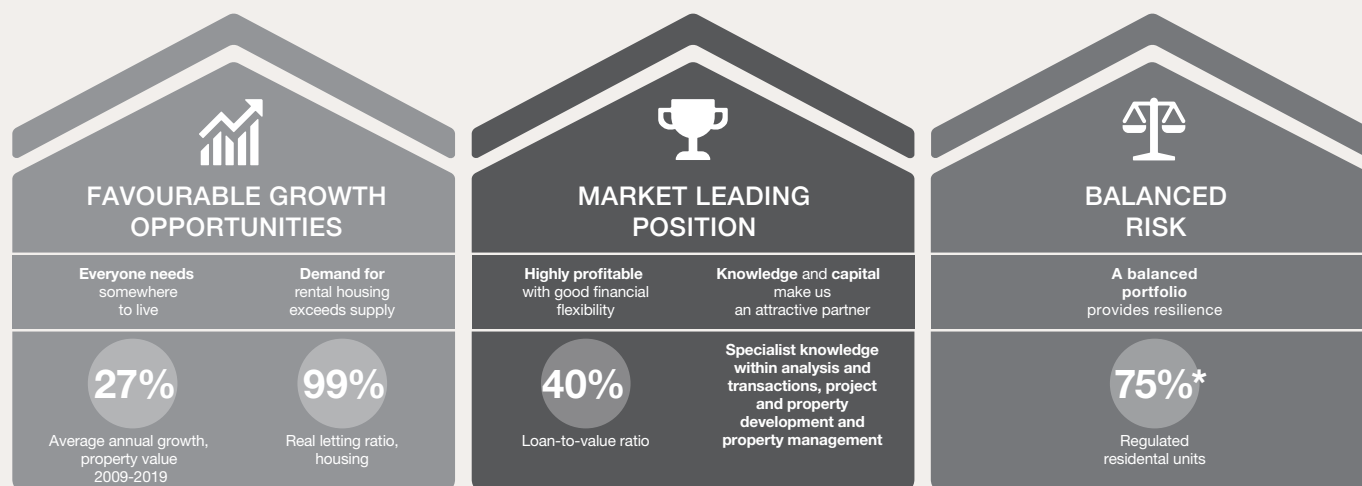 FAVOURABLE GROWTH
OPPORTUNITIES
Everyone needs
somewhere
to live
Demand for
rental housing
exceeds supply
27%
Average annual growth,
property value
2009-2019
99%
Real letting ratio,
housing
MARKET LEADING
POSITION
Highly profitable
with good financial
flexibility
Knowledge and capital
make us
an attractive partner
40%
Loan-to-value ratio
Specialist knowledge
within analysis and
transactions, project
and property
development and
property management
BALANCED
RISK
A balanced
portfolio
provides resilience
75%*
Regulated
residental units